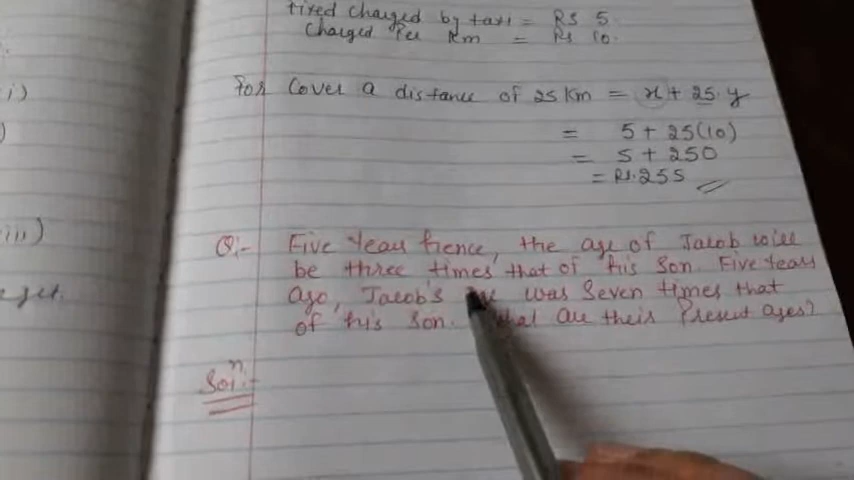 fixed charged by taxi = Rs 5.
Charged Per Km = Rs 10.
i)
)
For Cover a distance of 25 Km = x + 25.y
= 5 + 25(10)
= 5 + 250
= Rs.255
iii)
Q:- Five Years hence, the age of Jacob will
be three times that of his Son. Five Years
ago, Jacob's was Seven times that
of his Son. are their Present ages?
Solⁿ:-